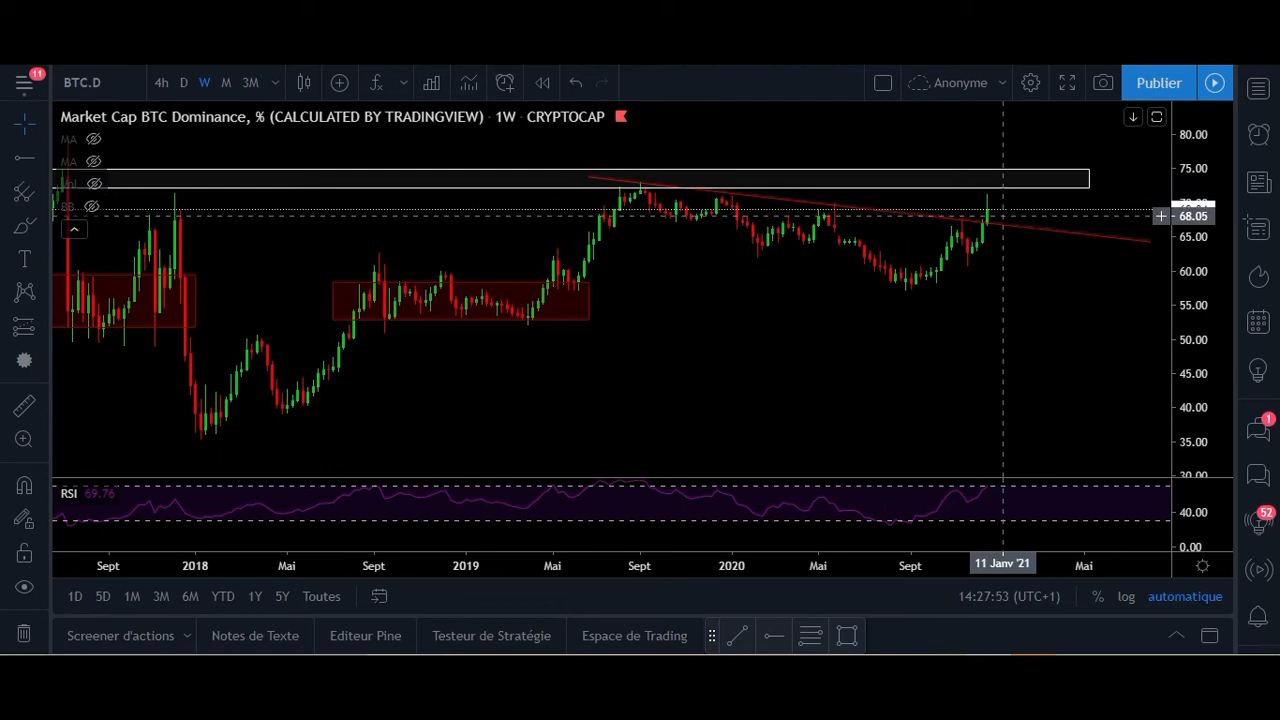 11
BTC.D 4h D W M 3M Anonyme Publier
Market Cap BTC Dominance, % (CALCULATED BY TRADINGVIEW) · 1W · CRYPTOCAP
MA
MA
80.00
75.00
68.05
65.00
60.00
55.00
50.00
45.00
40.00
35.00
30.00
RSI 69.76
40.00
0.00
Sept 2018 Mai Sept 2019 Mai Sept 2020 Mai Sept 11 Janv '21 Mai
1D 5D 1M 3M 6M YTD 1Y 5Y Toutes 14:27:53 (UTC+1) % log automatique
Screener d'actions Notes de Texte Editeur Pine Testeur de Stratégie Espace de Trading
1
52